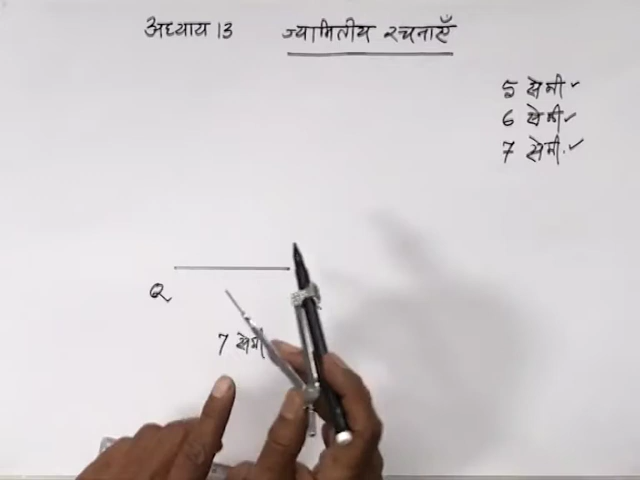 अध्याय 13 ज्यामितीय रचनाएँ
5 सेमी ✓
6 सेमी ✓
7 सेमी. ✓
Q
7 सेमी